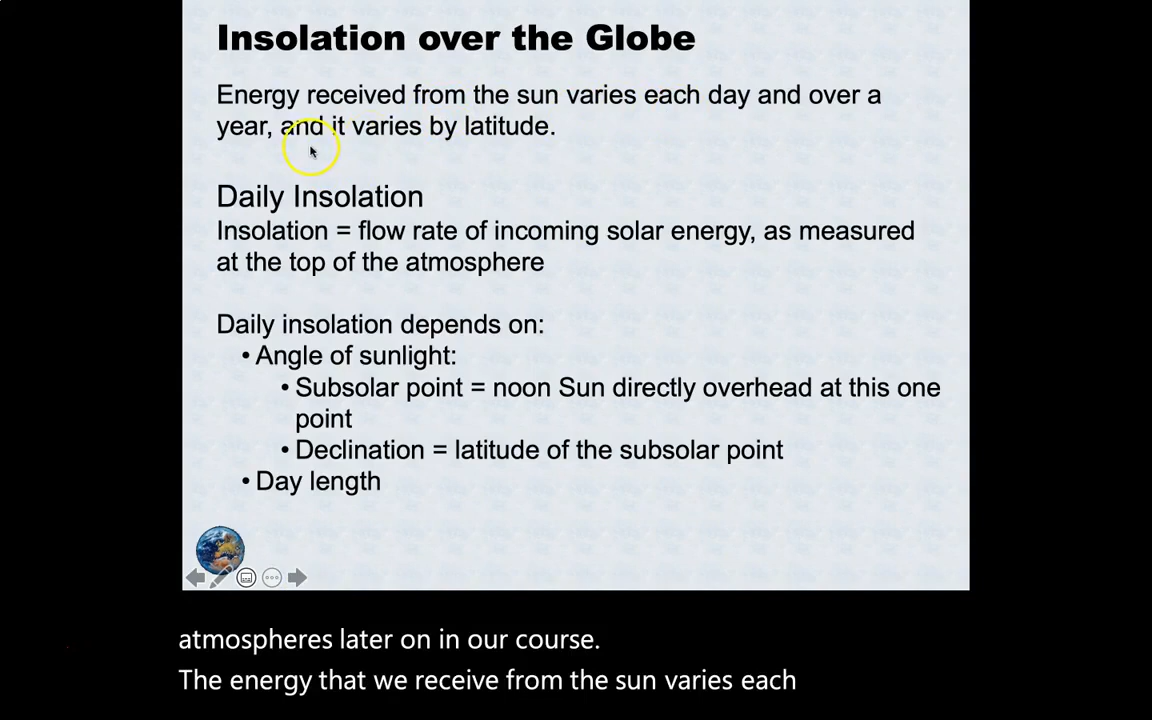 Insolation over the Globe
Energy received from the sun varies each day and over a
year, and it varies by latitude.
Daily Insolation
Insolation = flow rate of incoming solar energy, as measured
at the top of the atmosphere
Daily insolation depends on:
• Angle of sunlight:
• Subsolar point = noon Sun directly overhead at this one
point
• Declination = latitude of the subsolar point
• Day length
atmospheres later on in our course.
The energy that we receive from the sun varies each